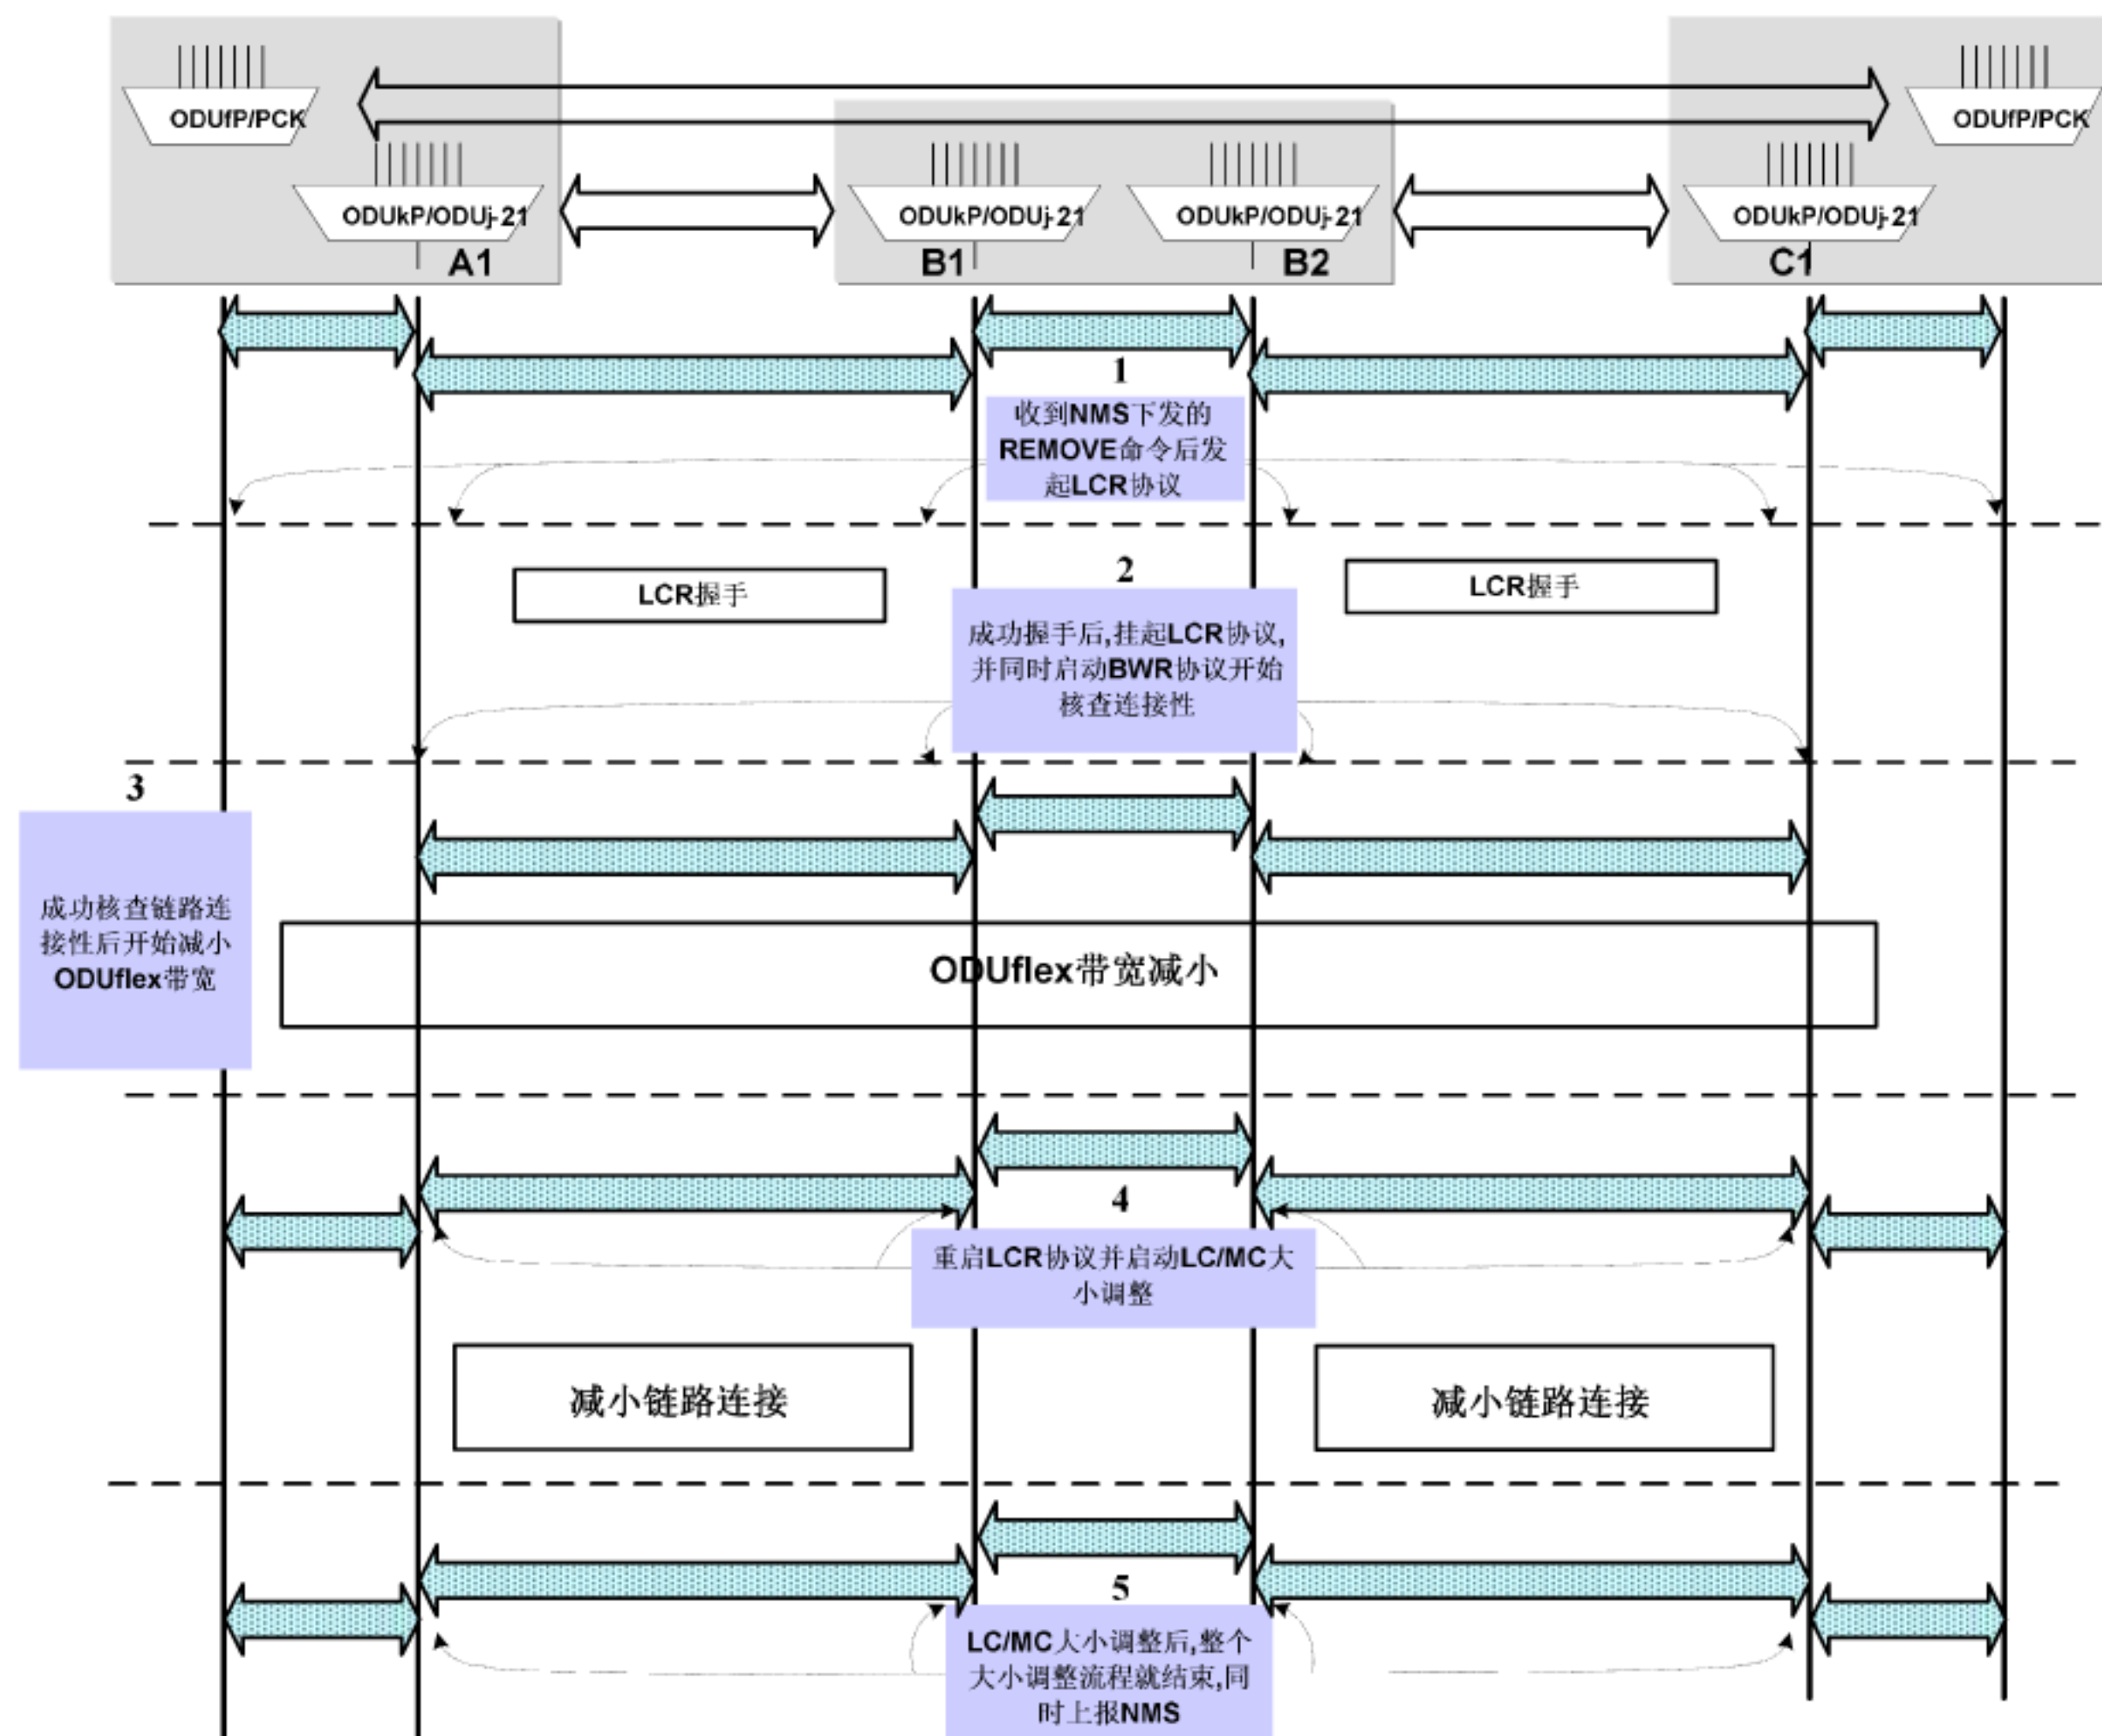 ODUfP/PCK
ODUfP/PCK
ODUkP/ODUj-21
ODUkP/ODUj-21
ODUkP/ODUj-21
ODUkP/ODUj-21
A1
B1
B2
C1
1
收到NMS下发的
REMOVE命令后发
起LCR协议
2
LCR握手
LCR握手
成功握手后,挂起LCR协议,
并同时启动BWR协议开始
核查连接性
3
成功核查链路连
接性后开始减小
ODUflex带宽
ODUflex带宽减小
4
重启LCR协议并启动LC/MC大
小调整
减小链路连接
减小链路连接
5
LC/MC大小调整后,整个
大小调整流程就结束,同
时上报NMS